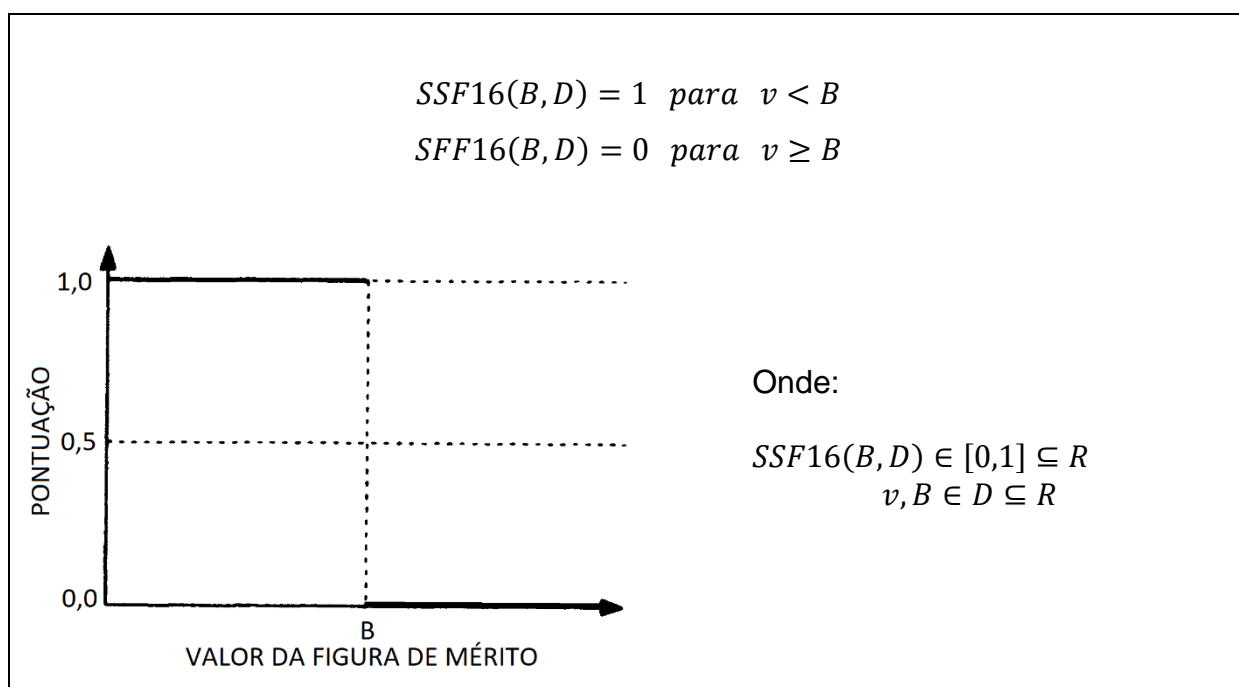 SSF16(B, D) = 1 para v < B
SFF16(B, D) = 0 para v ≥ B
1,0
0,5
0,0
PONTUAÇÃO
B
VALOR DA FIGURA DE MÉRITO
Onde:
SSF16(B, D) ∈ [0,1] ⊆ R
v, B ∈ D ⊆ R